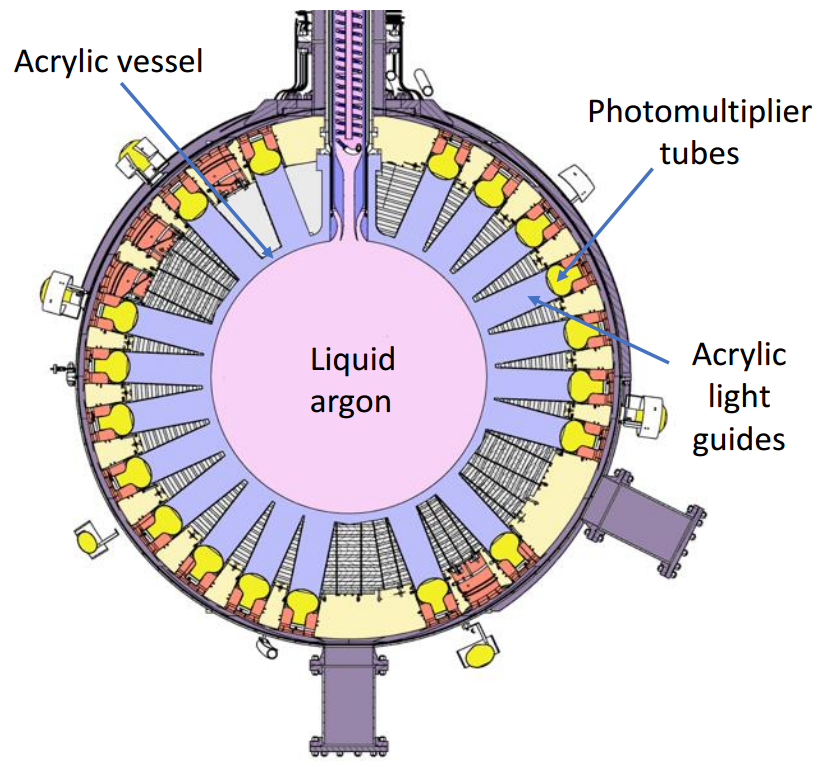 Acrylic vessel
Photomultiplier
tubes
Liquid
argon
Acrylic
light
guides